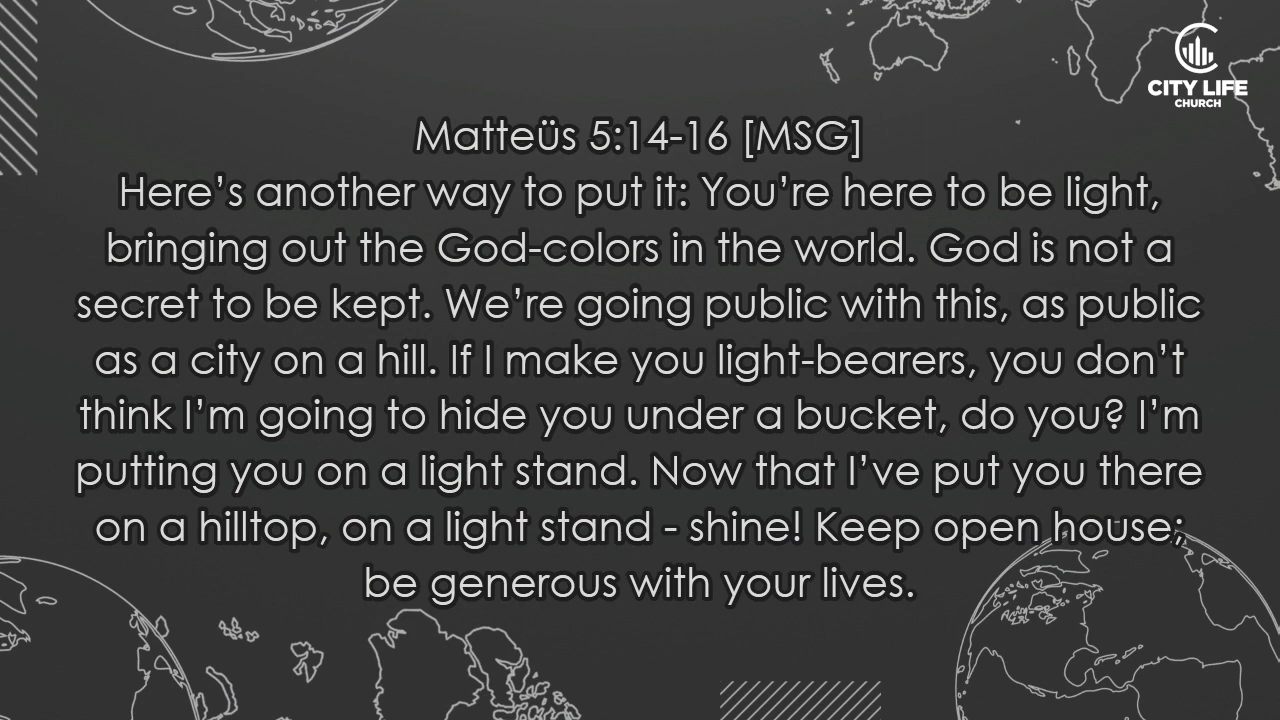 CITY LIFE
CHURCH
Matteüs 5:14-16 [MSG]
Here’s another way to put it: You’re here to be light,
bringing out the God-colors in the world. God is not a
secret to be kept. We’re going public with this, as public
as a city on a hill. If I make you light-bearers, you don’t
think I’m going to hide you under a bucket, do you? I’m
putting you on a light stand. Now that I’ve put you there
on a hilltop, on a light stand - shine! Keep open house;
be generous with your lives.